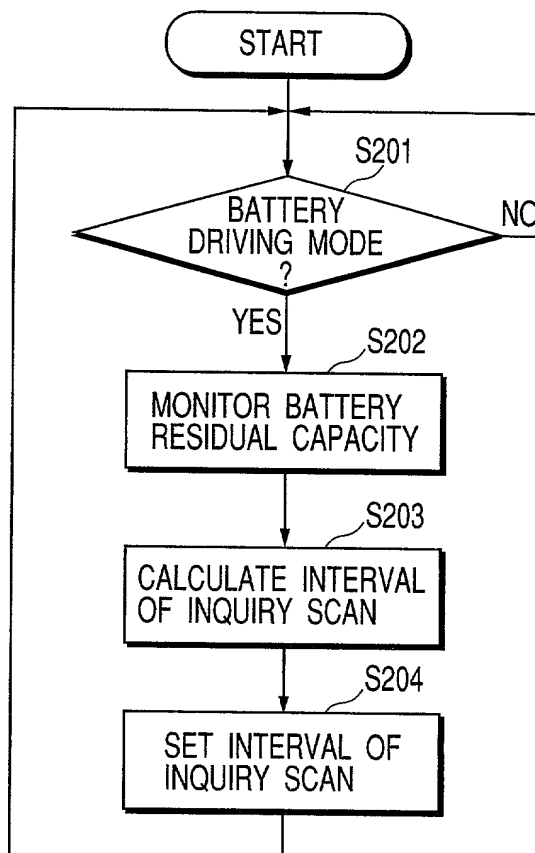 START
S201
BATTERY
DRIVING MODE
?
NO
YES
S202
MONITOR BATTERY
RESIDUAL CAPACITY
S203
CALCULATE INTERVAL
OF INQUIRY SCAN
S204
SET INTERVAL OF
INQUIRY SCAN